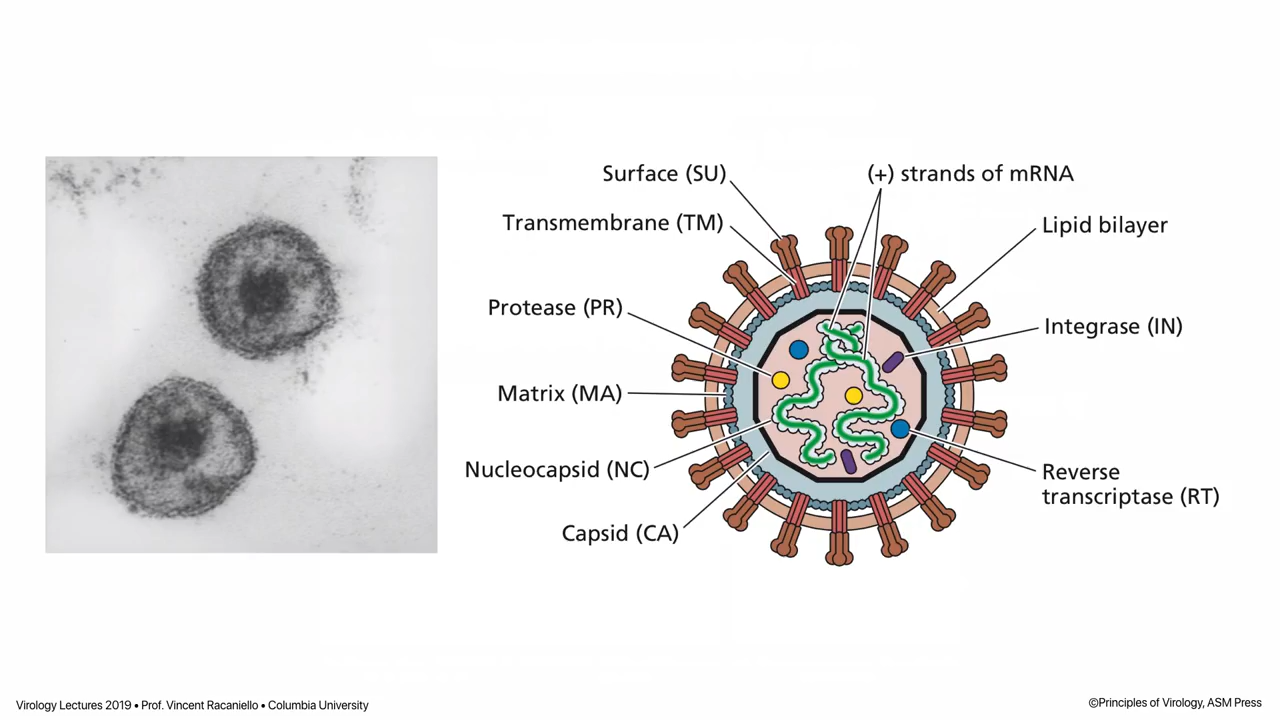 Surface (SU)
(+) strands of mRNA
Transmembrane (TM)
Lipid bilayer
Protease (PR)
Integrase (IN)
Matrix (MA)
Nucleocapsid (NC)
Reverse
transcriptase (RT)
Capsid (CA)
Virology Lectures 2019 • Prof. Vincent Racaniello • Columbia University
©Principles of Virology, ASM Press